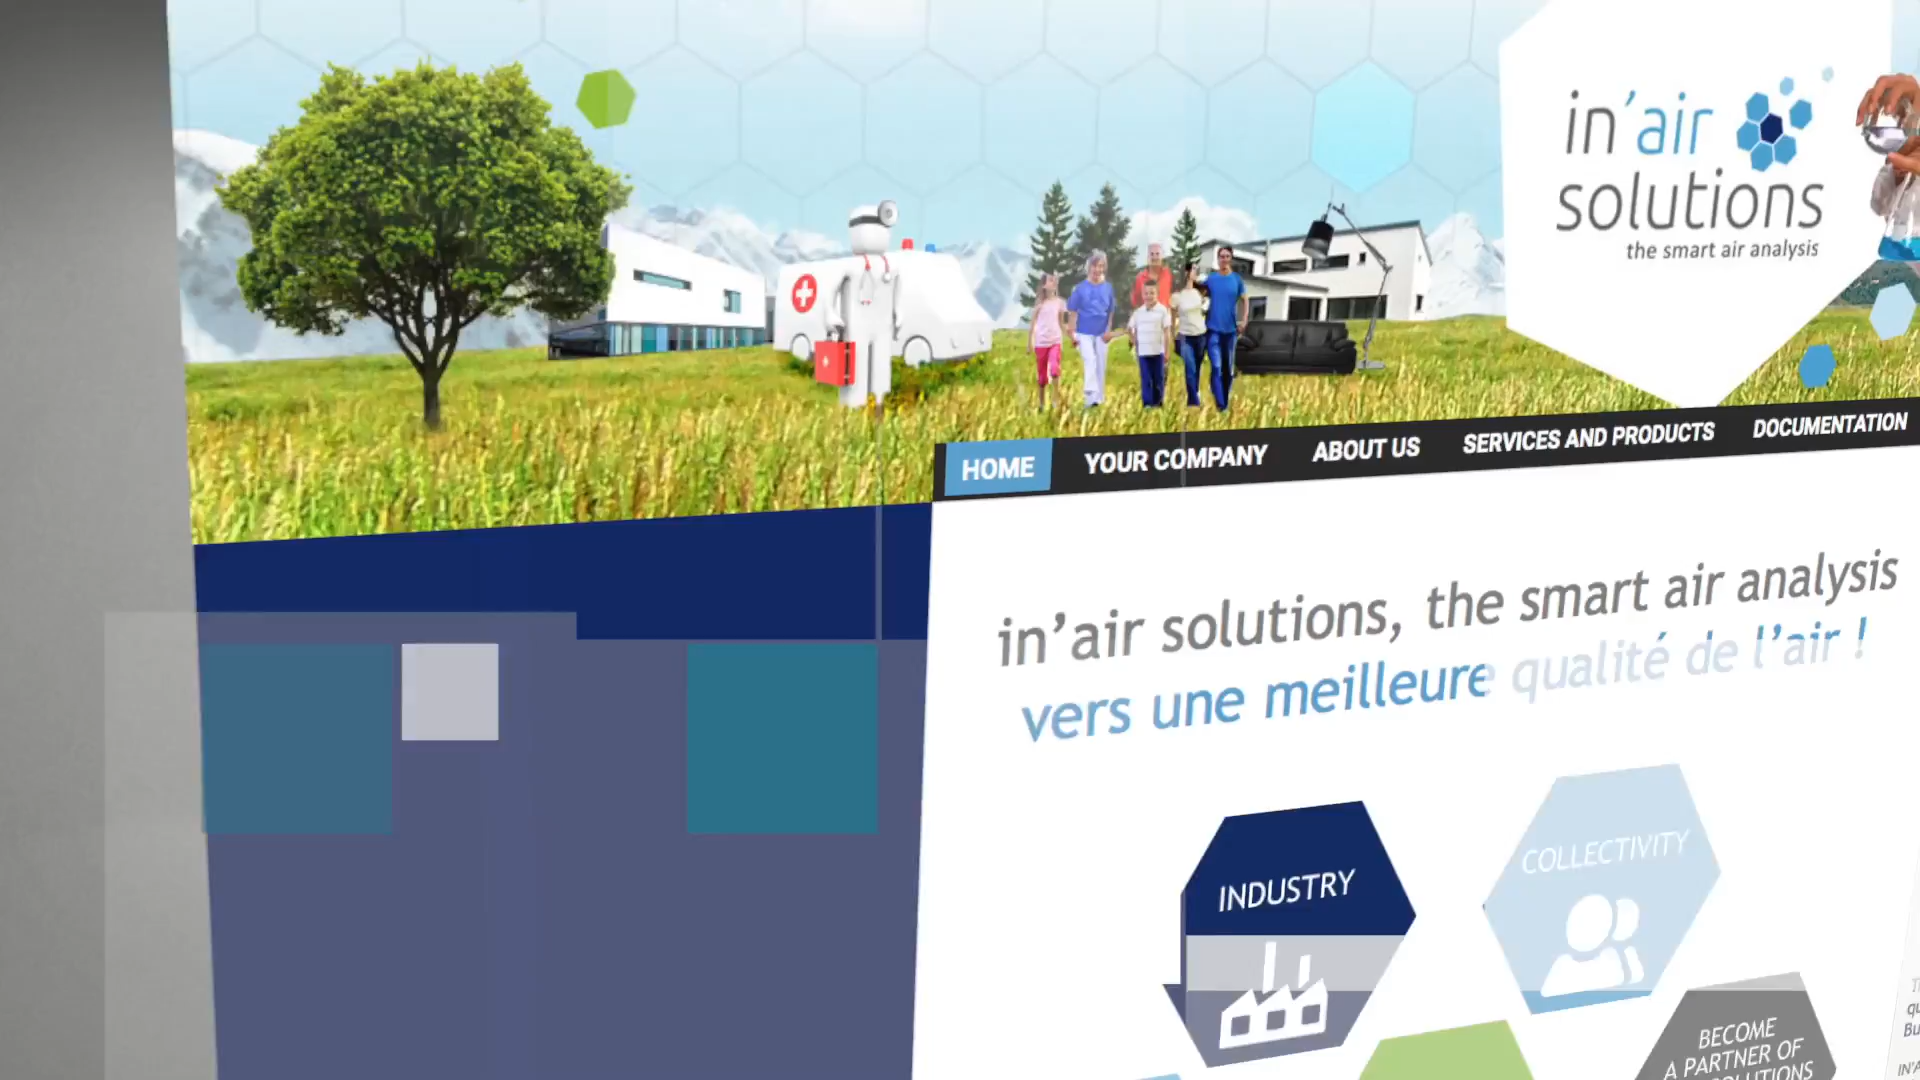 in'air
solutions
the smart air analysis
HOME YOUR COMPANY ABOUT US SERVICES AND PRODUCTS DOCUMENTATION
in'air solutions, the smart air analysis
vers une meilleure qualité de l'air !
INDUSTRY
COLLECTIVITY
BECOME
A PARTNER OF